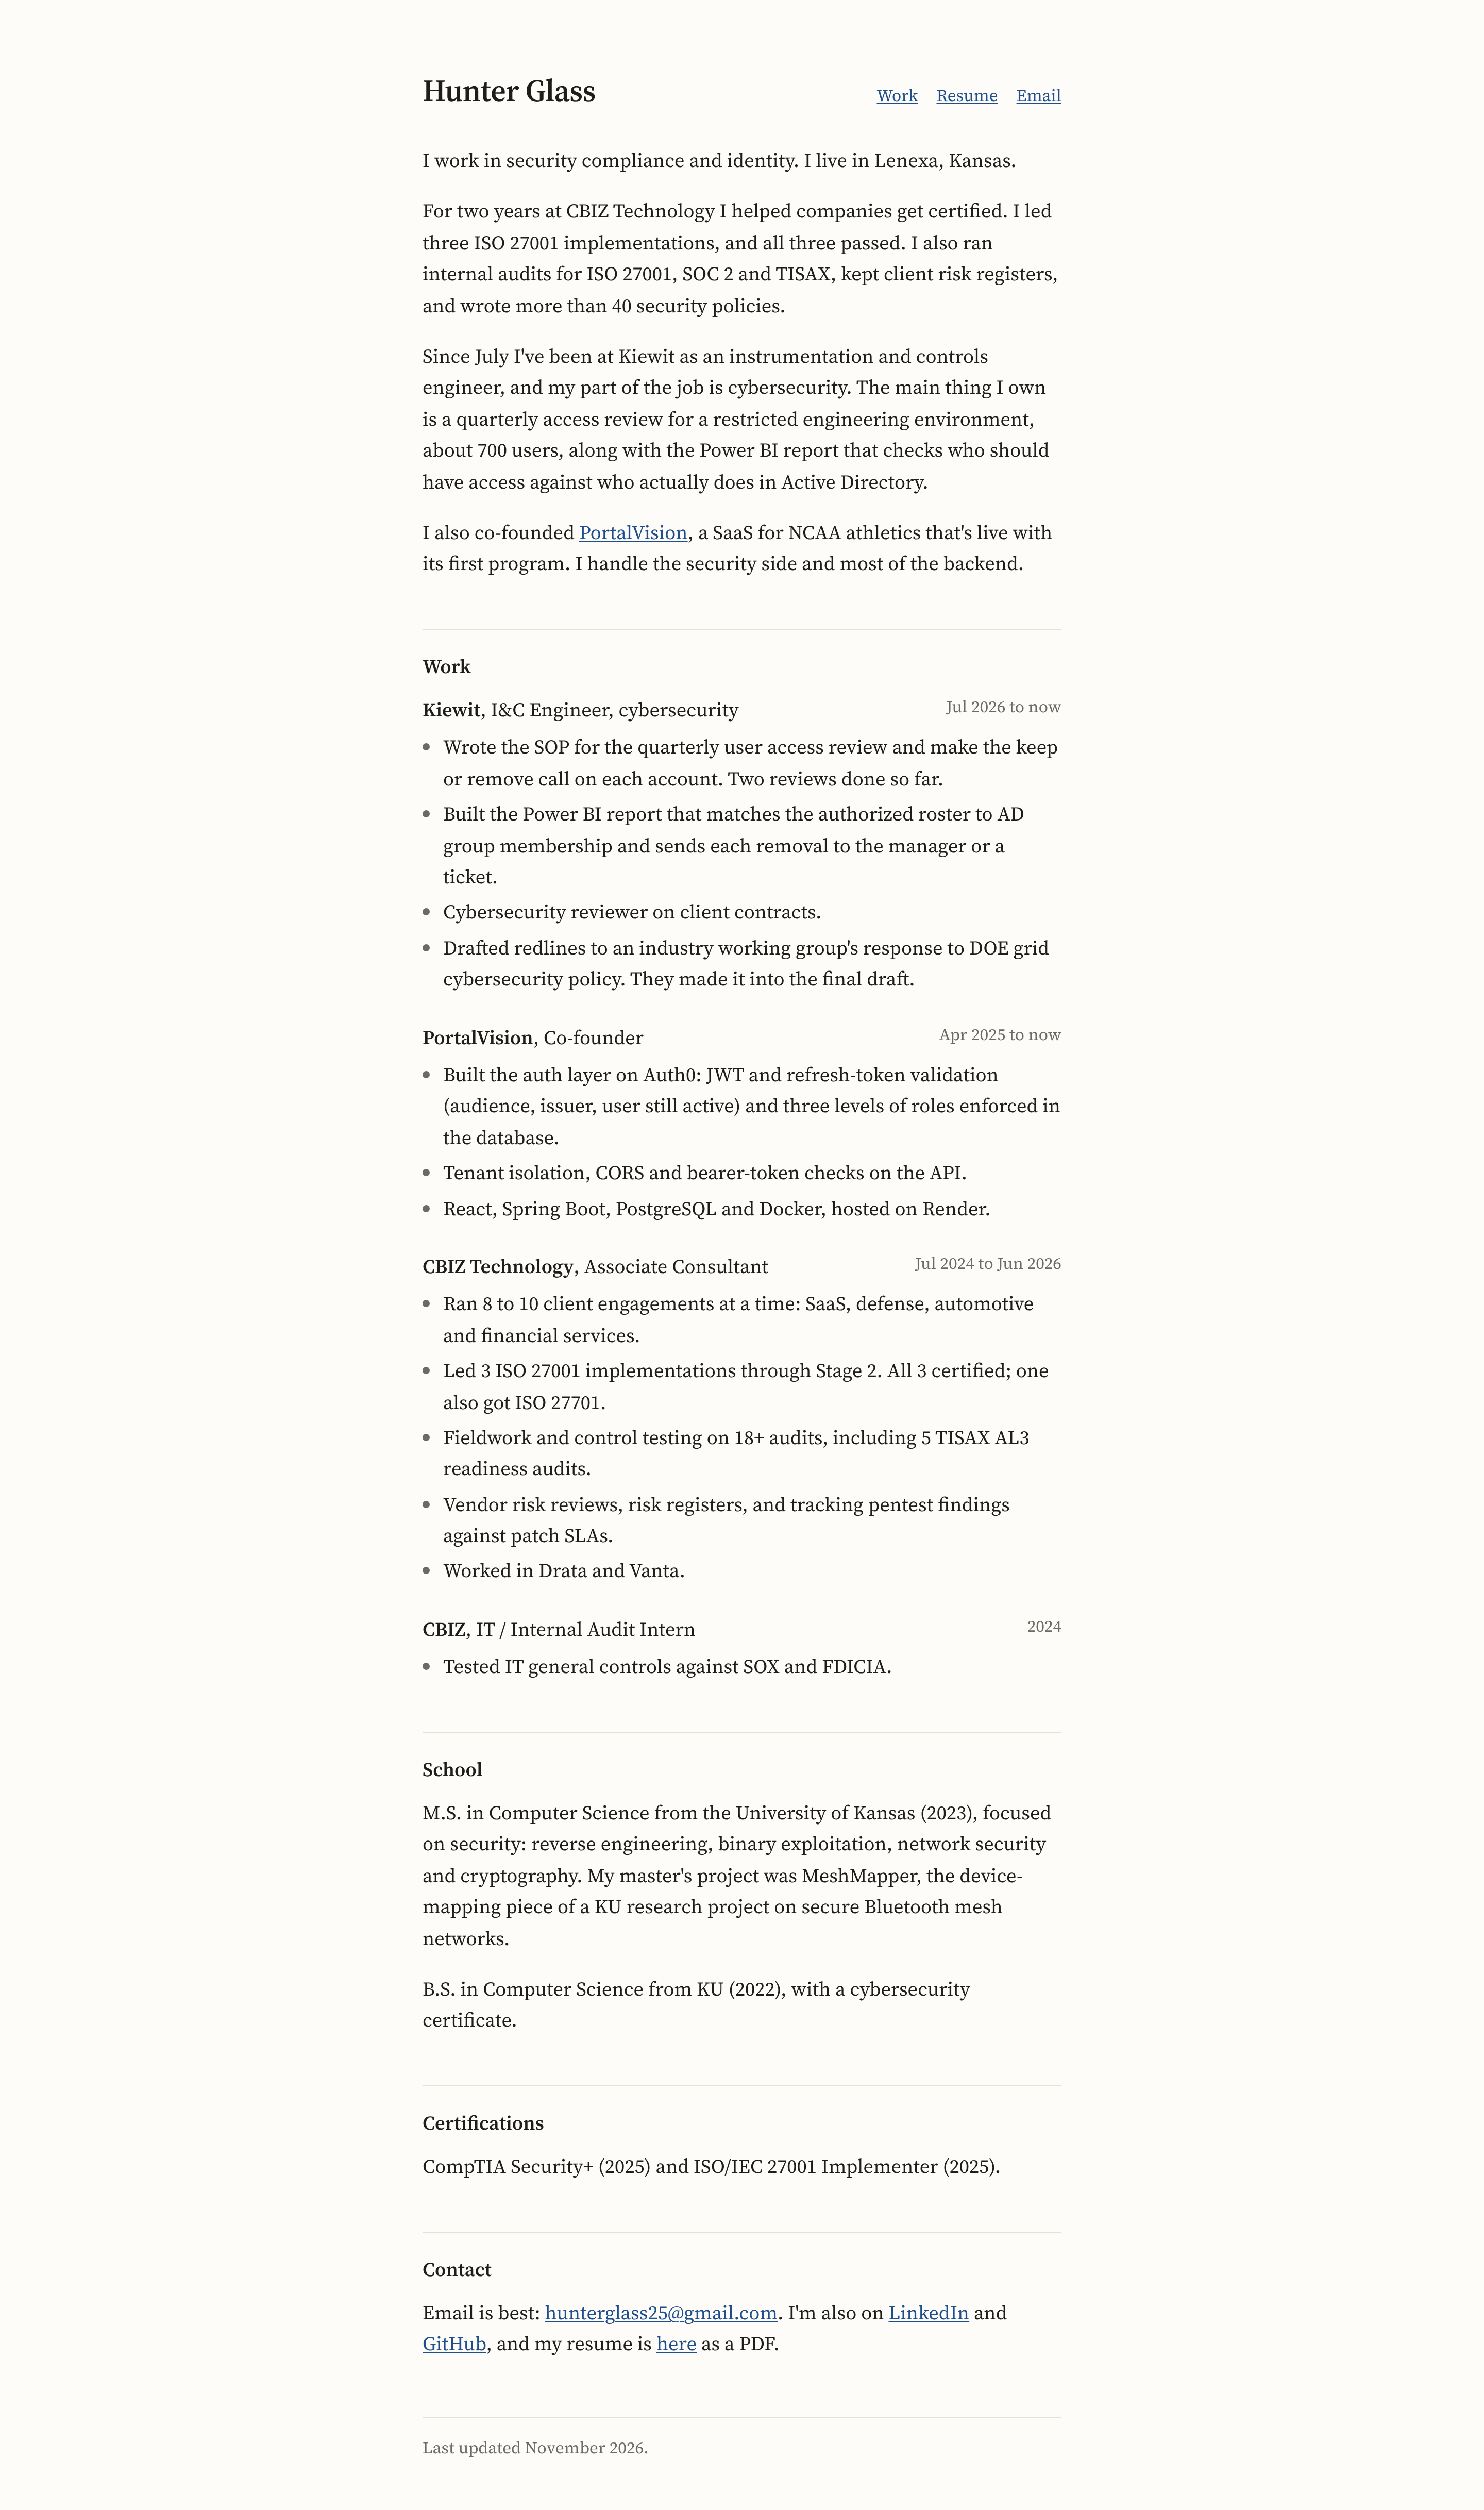 Hunter Glass
Work Resume Email
I work in security compliance and identity. I live in Lenexa, Kansas.
For two years at CBIZ Technology I helped companies get certified. I led
three ISO 27001 implementations, and all three passed. I also ran
internal audits for ISO 27001, SOC 2 and TISAX, kept client risk registers,
and wrote more than 40 security policies.
Since July I've been at Kiewit as an instrumentation and controls
engineer, and my part of the job is cybersecurity. The main thing I own
is a quarterly access review for a restricted engineering environment,
about 700 users, along with the Power BI report that checks who should
have access against who actually does in Active Directory.
I also co-founded PortalVision, a SaaS for NCAA athletics that's live with
its first program. I handle the security side and most of the backend.
Work
Kiewit, I&C Engineer, cybersecurity
Jul 2026 to now
• Wrote the SOP for the quarterly user access review and make the keep
or remove call on each account. Two reviews done so far.
• Built the Power BI report that matches the authorized roster to AD
group membership and sends each removal to the manager or a
ticket.
• Cybersecurity reviewer on client contracts.
• Drafted redlines to an industry working group's response to DOE grid
cybersecurity policy. They made it into the final draft.
PortalVision, Co-founder
Apr 2025 to now
• Built the auth layer on Auth0: JWT and refresh-token validation
(audience, issuer, user still active) and three levels of roles enforced in
the database.
• Tenant isolation, CORS and bearer-token checks on the API.
• React, Spring Boot, PostgreSQL and Docker, hosted on Render.
CBIZ Technology, Associate Consultant
Jul 2024 to Jun 2026
• Ran 8 to 10 client engagements at a time: SaaS, defense, automotive
and financial services.
• Led 3 ISO 27001 implementations through Stage 2. All 3 certified; one
also got ISO 27701.
• Fieldwork and control testing on 18+ audits, including 5 TISAX AL3
readiness audits.
• Vendor risk reviews, risk registers, and tracking pentest findings
against patch SLAs.
• Worked in Drata and Vanta.
CBIZ, IT / Internal Audit Intern
2024
• Tested IT general controls against SOX and FDICIA.
School
M.S. in Computer Science from the University of Kansas (2023), focused
on security: reverse engineering, binary exploitation, network security
and cryptography. My master's project was MeshMapper, the device-
mapping piece of a KU research project on secure Bluetooth mesh
networks.
B.S. in Computer Science from KU (2022), with a cybersecurity
certificate.
Certifications
CompTIA Security+ (2025) and ISO/IEC 27001 Implementer (2025).
Contact
Email is best: hunterglass25@gmail.com. I'm also on LinkedIn and
GitHub, and my resume is here as a PDF.
Last updated November 2026.